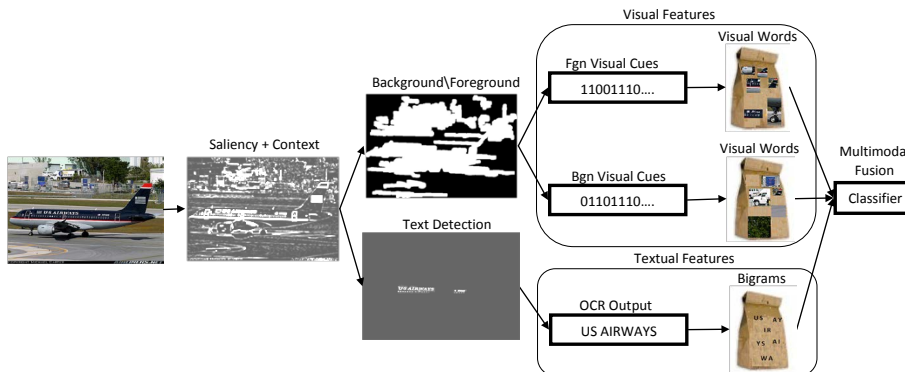 Visual Features
Visual Words
Fgn Visual Cues
11001110....
Background\Foreground
Saliency + Context
Visual Words
Bgn Visual Cues
01101110....
Multimoda
Fusion
Classifier
US AIRWAYS
Text Detection
US AIRWAYS
Textual Features
Bigrams
OCR Output
US AIRWAYS
US AY
IR
YS AI
WA